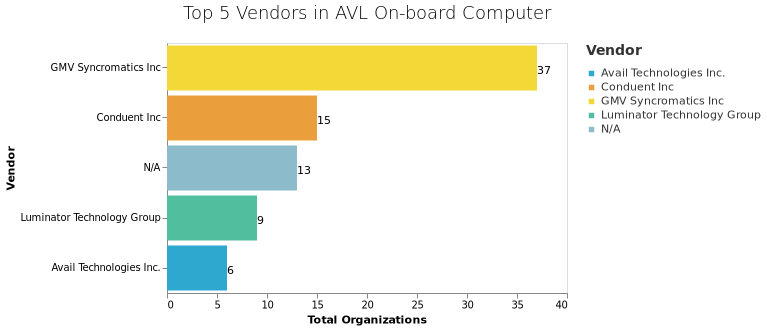 Top 5 Vendors in AVL On-board Computer
Vendor
GMV Syncromatics Inc
37
Conduent Inc
15
N/A
13
Luminator Technology Group
9
Avail Technologies Inc.
6
0 5 10 15 20 25 30 35 40
Total Organizations
Vendor
Avail Technologies Inc.
Conduent Inc
GMV Syncromatics Inc
Luminator Technology Group
N/A